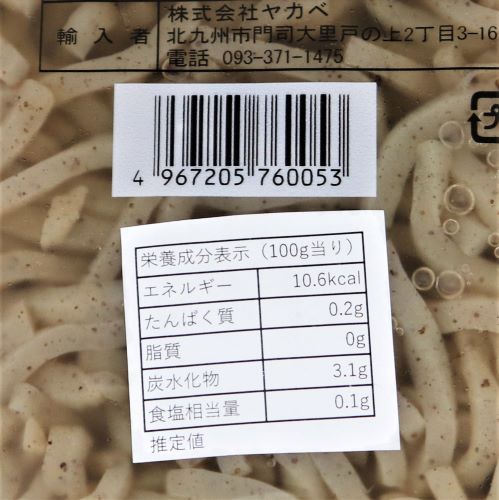 株式会社ヤカベ
輸入者 北九州市門司大里戸の上2丁目3-16
電話 093-371-1475
4 967205 760053
栄養成分表示(100g当り)
エネルギー 10.6kcal
たんぱく質 0.2g
脂質 0g
炭水化物 3.1g
食塩相当量 0.1g
推定値